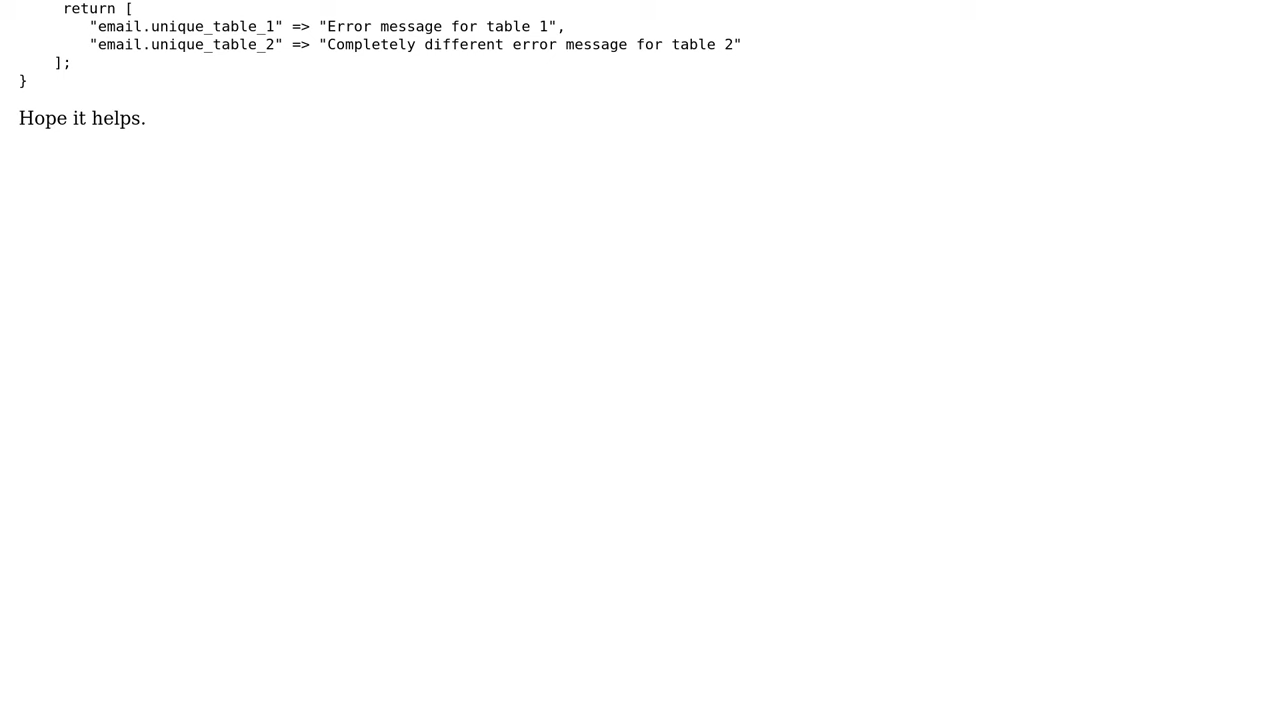 return [
"email.unique_table_1" => "Error message for table 1",
"email.unique_table_2" => "Completely different error message for table 2"
];
}
Hope it helps.